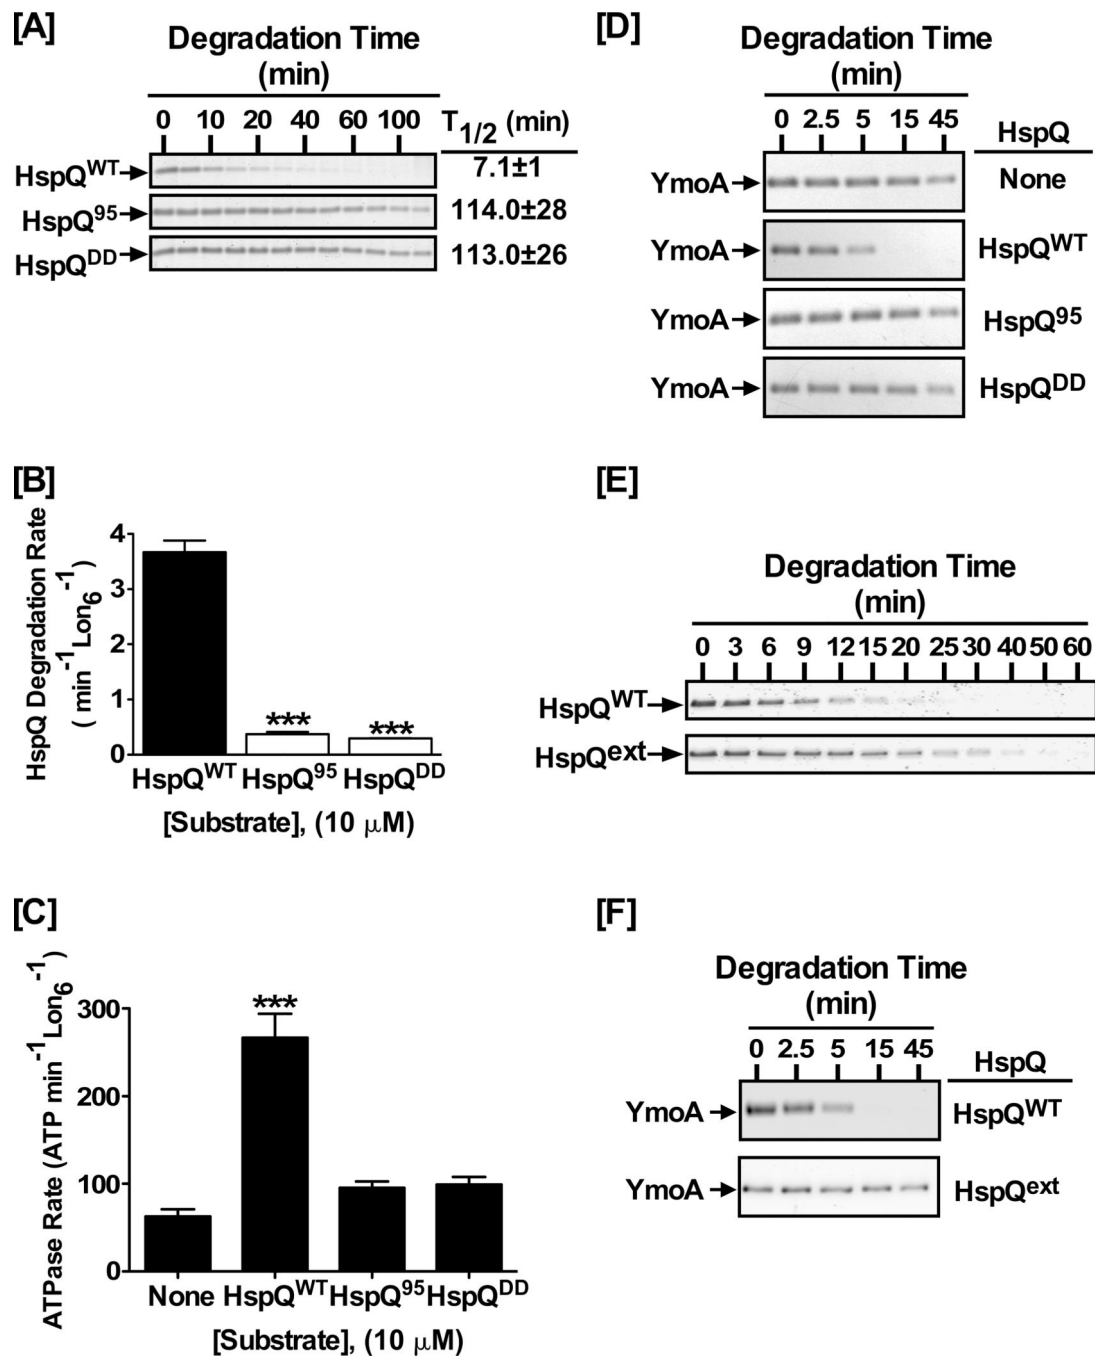 [A]
Degradation Time
(min)
0 10 20 40 60 100 T1/2 (min)
HspQWT 7.1±1
HspQ95 114.0±28
HspQDD 113.0±26
[B]
HspQ Degradation Rate
( min-1Lon6-1)
4
3
2
1
0
***
***
HspQWT HspQ95 HspQDD
[Substrate], (10 μM)
[C]
ATPase Rate (ATP min-1Lon6-1)
300
200
100
0
***
None HspQWT HspQ95 HspQDD
[Substrate], (10 μM)
[D]
Degradation Time
(min)
0 2.5 5 15 45 HspQ
YmoA None
YmoA HspQWT
YmoA HspQ95
YmoA HspQDD
[E]
Degradation Time
(min)
0 3 6 9 12 15 20 25 30 40 50 60
HspQWT
HspQext
[F]
Degradation Time
(min)
0 2.5 5 15 45 HspQ
YmoA HspQWT
YmoA HspQext